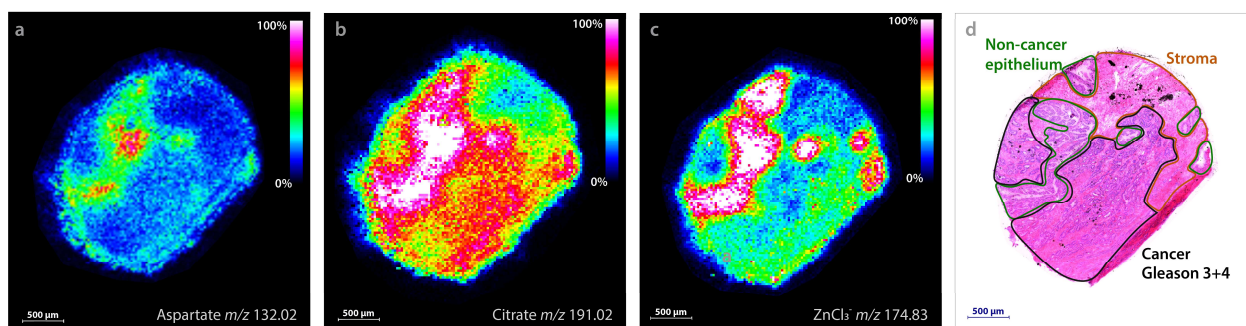 a
100%
0%
500 µm
Aspartate m/z 132.02
b
100%
0%
500 µm
Citrate m/z 191.02
c
100%
0%
500 µm
ZnCl₃⁻ m/z 174.83
d
Non-cancer
epithelium
Stroma
Cancer
Gleason 3+4
500 µm